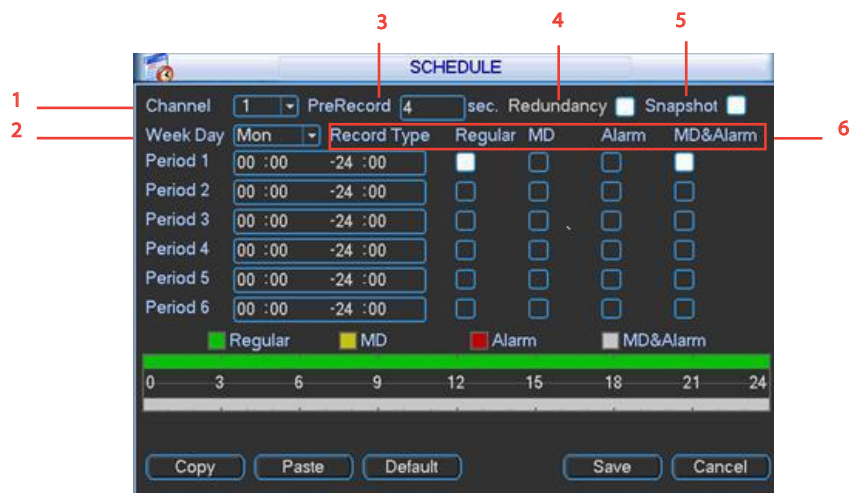 3 4 5
SCHEDULE
1 Channel 1 PreRecord 4 sec. Redundancy Snapshot
2 Week Day Mon Record Type Regular MD Alarm MD&Alarm 6
Period 1 00 :00 -24 :00
Period 2 00 :00 -24 :00
Period 3 00 :00 -24 :00
Period 4 00 :00 -24 :00
Period 5 00 :00 -24 :00
Period 6 00 :00 -24 :00
Regular MD Alarm MD&Alarm
0 3 6 9 12 15 18 21 24
Copy Paste Default Save Cancel